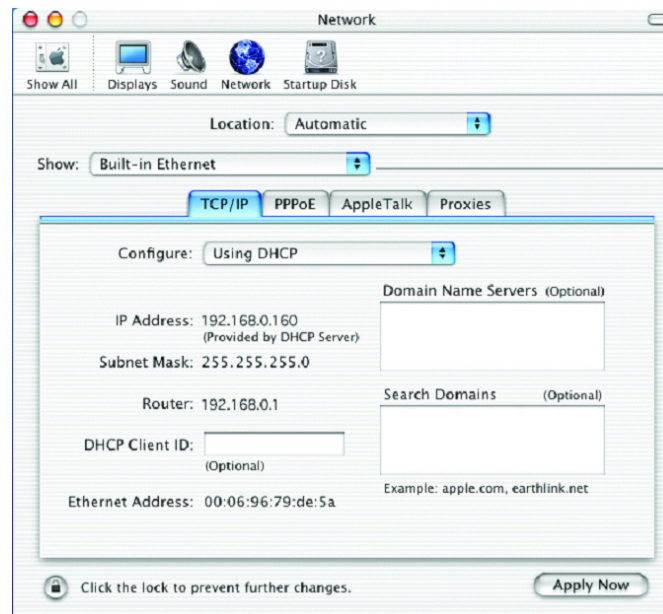 Network
Show All Displays Sound Network Startup Disk
Location: Automatic
Show: Built-in Ethernet
TCP/IP PPPoE AppleTalk Proxies
Configure: Using DHCP
Domain Name Servers (Optional)
IP Address: 192.168.0.160
(Provided by DHCP Server)
Subnet Mask: 255.255.255.0
Search Domains (Optional)
Router: 192.168.0.1
DHCP Client ID:
(Optional)
Example: apple.com, earthlink.net
Ethernet Address: 00:06:96:79:de:5a
Click the lock to prevent further changes.
Apply Now